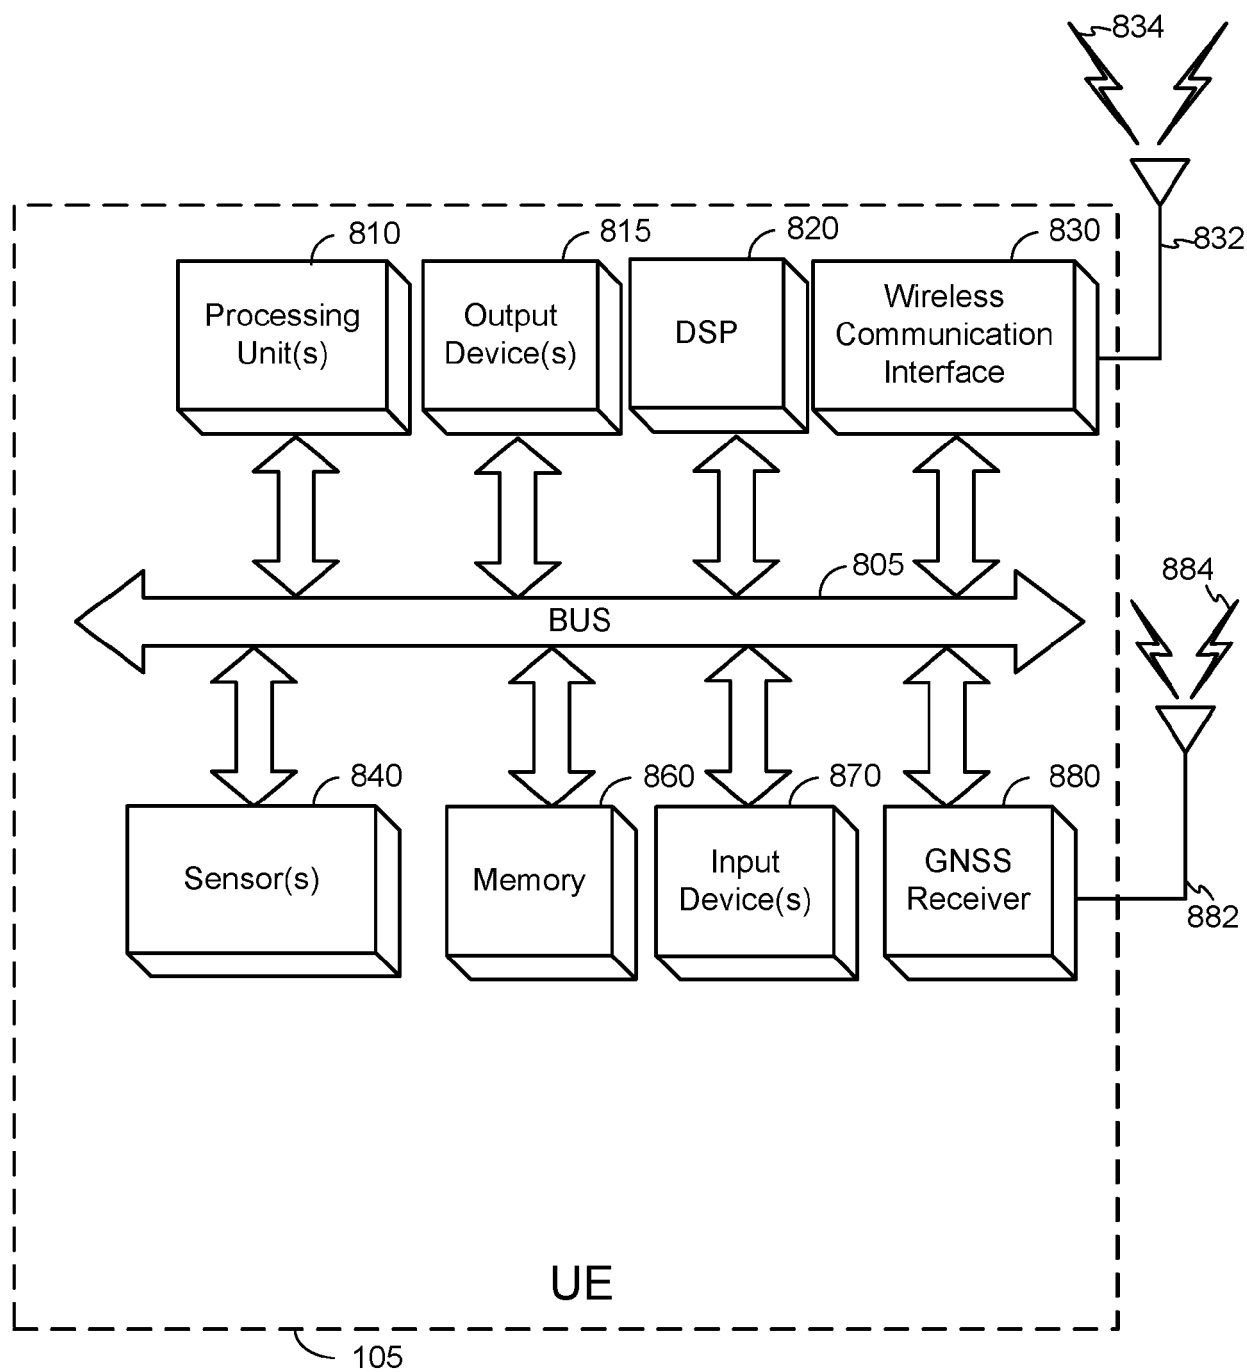 834
832
810
815
820
830
Processing
Unit(s)
Output
Device(s)
DSP
Wireless
Communication
Interface
805
BUS
884
882
840
860
870
880
Sensor(s)
Memory
Input
Device(s)
GNSS
Receiver
UE
105